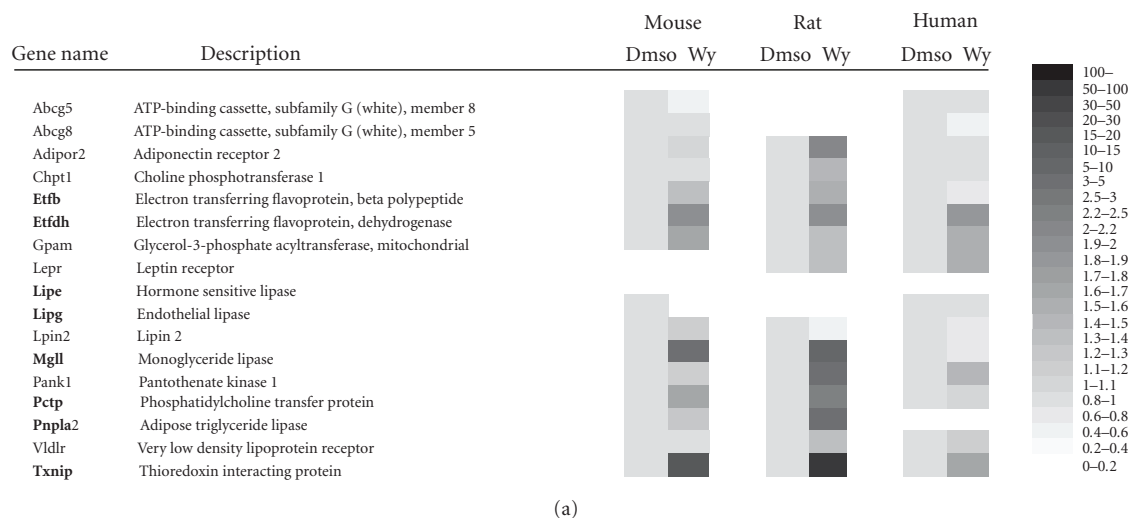 Mouse Rat Human
Gene name Description Dmso Wy Dmso Wy Dmso Wy
Abcg5 ATP-binding cassette, subfamily G (white), member 8
Abcg8 ATP-binding cassette, subfamily G (white), member 5
Adipor2 Adiponectin receptor 2
Chpt1 Choline phosphotransferase 1
Etfb Electron transferring flavoprotein, beta polypeptide
Etfdh Electron transferring flavoprotein, dehydrogenase
Gpam Glycerol-3-phosphate acyltransferase, mitochondrial
Lepr Leptin receptor
Lipe Hormone sensitive lipase
Lipg Endothelial lipase
Lpin2 Lipin 2
Mgll Monoglyceride lipase
Pank1 Pantothenate kinase 1
Pctp Phosphatidylcholine transfer protein
Pnpla2 Adipose triglyceride lipase
Vldlr Very low density lipoprotein receptor
Txnip Thioredoxin interacting protein
100–
50–100
30–50
20–30
15–20
10–15
5–10
3–5
2.5–3
2.2–2.5
2–2.2
1.9–2
1.8–1.9
1.7–1.8
1.6–1.7
1.5–1.6
1.4–1.5
1.3–1.4
1.2–1.3
1.1–1.2
1–1.1
0.8–1
0.6–0.8
0.4–0.6
0.2–0.4
0–0.2
(a)